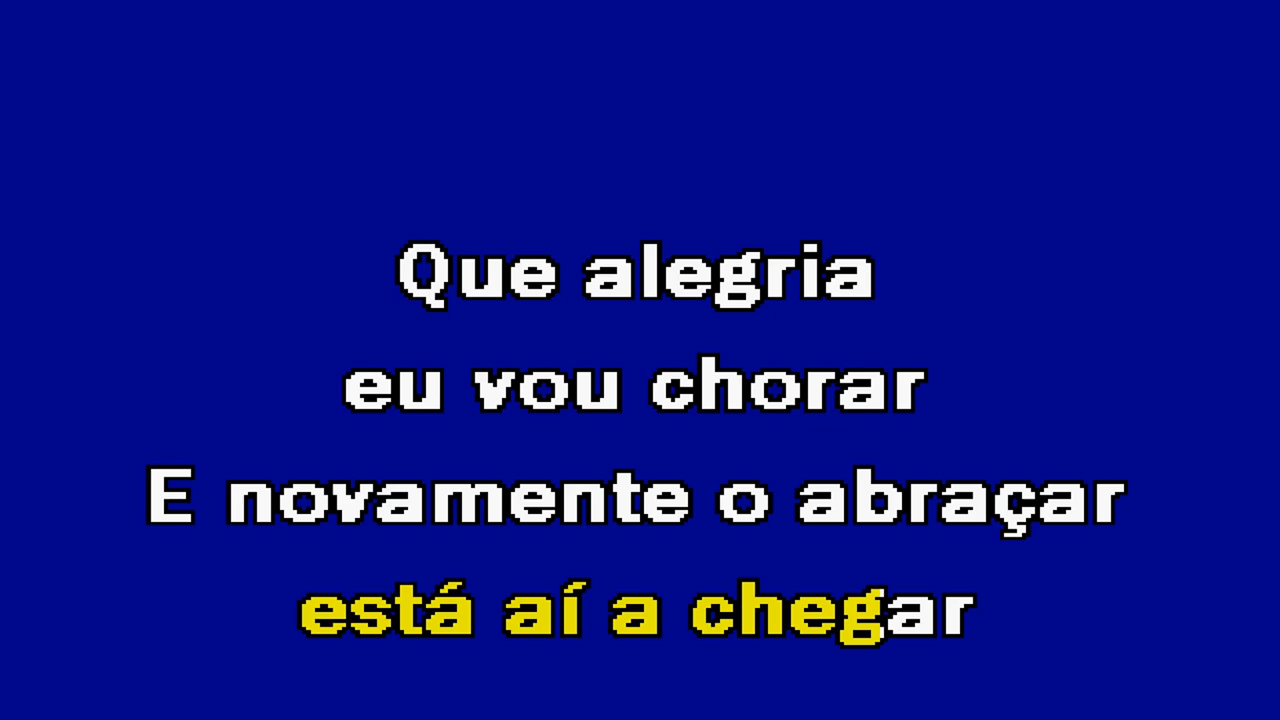 Que alegria
eu vou chorar
E novamente o abraçar
está aí a chegar